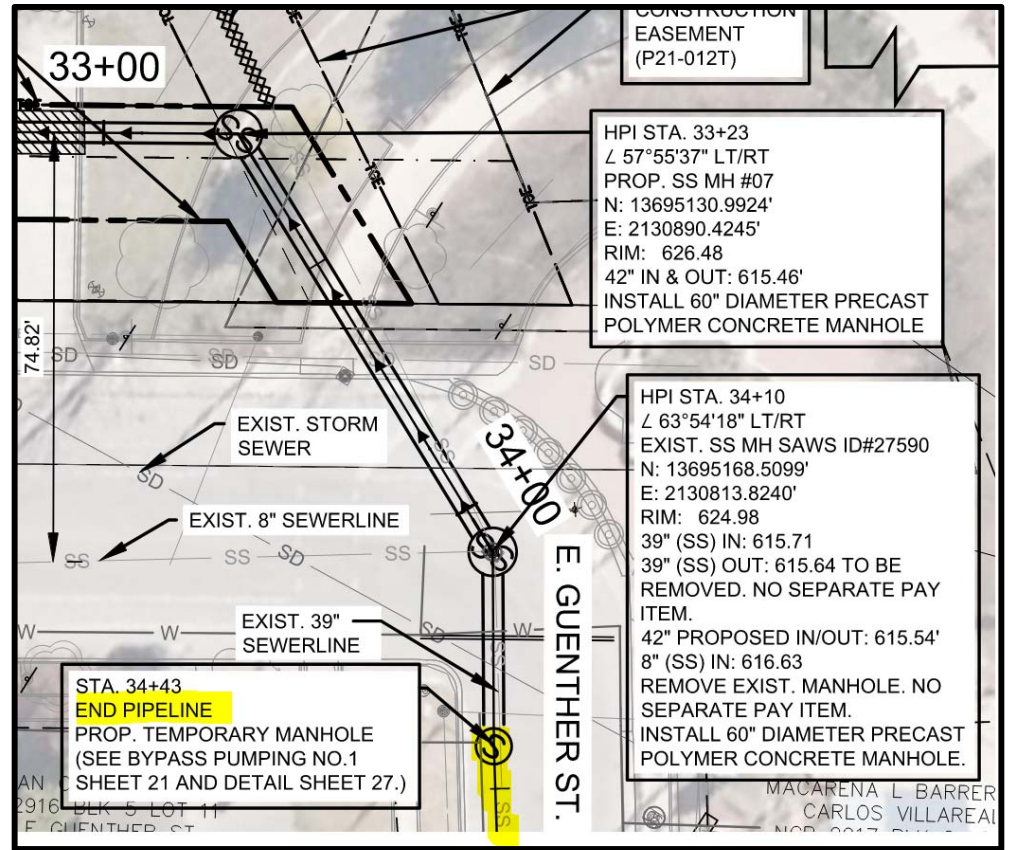 CONSTRUCTION
EASEMENT
(P21-012T)
33+00
TCE
TCE
TCE
TCE
HPI STA. 33+23
∠ 57°55'37" LT/RT
PROP. SS MH #07
N: 13695130.9924'
E: 2130890.4245'
RIM: 626.48
42" IN & OUT: 615.46'
INSTALL 60" DIAMETER PRECAST
POLYMER CONCRETE MANHOLE
SS
74.82'
SD
SD
SD
HPI STA. 34+10
∠ 63°54'18" LT/RT
EXIST. SS MH SAWS ID#27590
N: 13695168.5099'
E: 2130813.8240'
RIM: 624.98
39" (SS) IN: 615.71
39" (SS) OUT: 615.64 TO BE
REMOVED. NO SEPARATE PAY
ITEM.
42" PROPOSED IN/OUT: 615.54'
8" (SS) IN: 616.63
REMOVE EXIST. MANHOLE. NO
SEPARATE PAY ITEM.
INSTALL 60" DIAMETER PRECAST
POLYMER CONCRETE MANHOLE.
EXIST. STORM
SEWER
SD
34+00
EXIST. 8" SEWERLINE
SS
SS
SD
SS
E. GUENTHER ST.
EXIST. 39"
SEWERLINE
W
W
SD
W
STA. 34+43
END PIPELINE
PROP. TEMPORARY MANHOLE
(SEE BYPASS PUMPING NO.1
SHEET 21 AND DETAIL SHEET 27.)
S
SS
2916 BLK 5 LOT 11
E GUENTHER ST
MACARENA L BARRER
CARLOS VILLAREAL